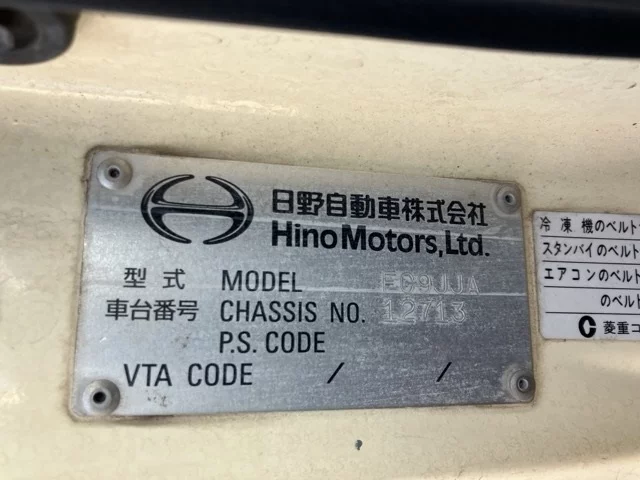 日野自動車株式会社
Hino Motors, Ltd.
型式 MODEL FC9JJA
車台番号 CHASSIS NO. 12713
P.S. CODE
VTA CODE / /
冷凍機のベルト
スタンバイのベルト
エアコンのベルト
のベル
菱重コ